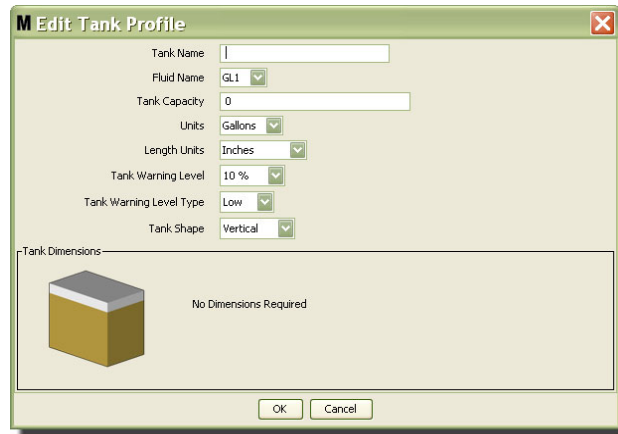 M Edit Tank Profile
Tank Name
Fluid Name GL1
Tank Capacity 0
Units Gallons
Length Units Inches
Tank Warning Level 10 %
Tank Warning Level Type Low
Tank Shape Vertical
Tank Dimensions
No Dimensions Required
OK Cancel